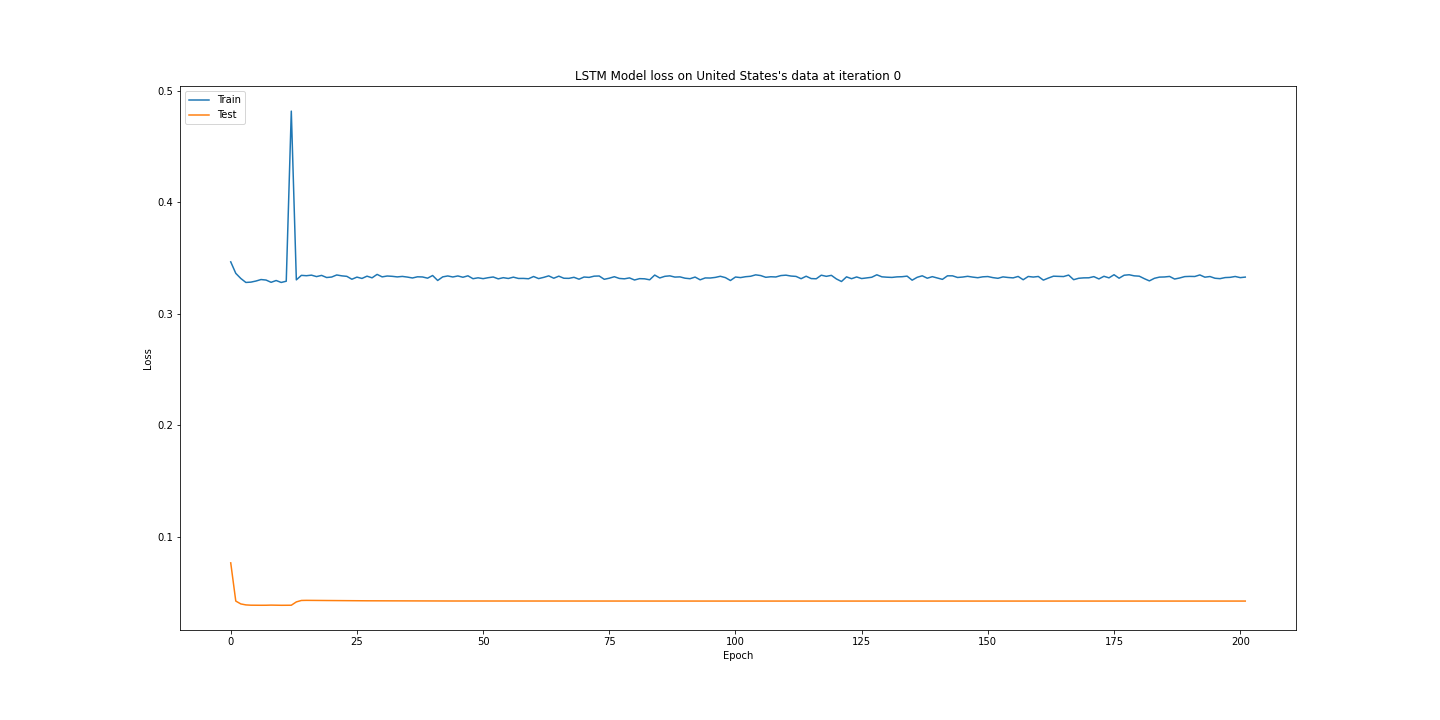 LSTM Model loss on United States's data at iteration 0
0.5
0.4
0.3
0.2
0.1
Loss
Train
Test
0 25 50 75 100 125 150 175 200
Epoch